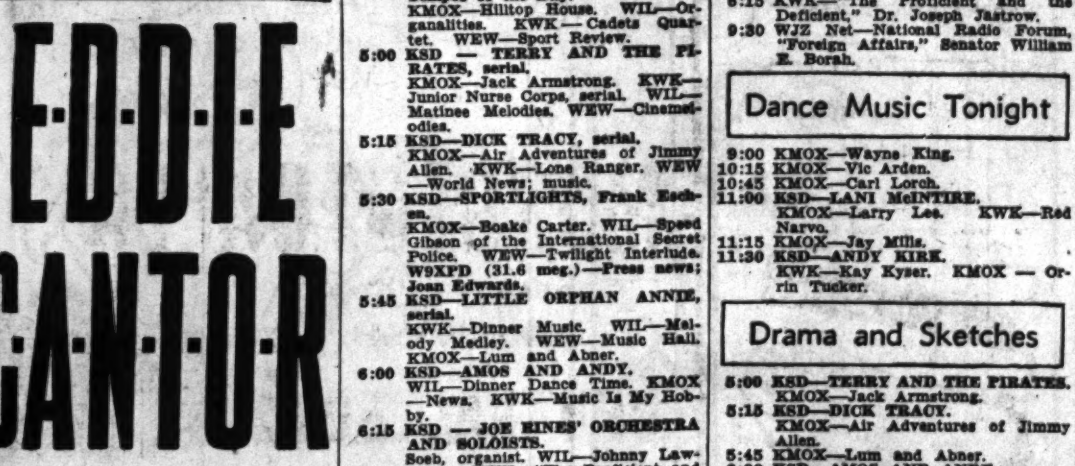 E·D·D·I·E
CANTOR
KMOX—Hilltop House. WIL—Or-
ganalities. KWK—Cadets Quar-
tet. WEW—Sport Review.
5:00 KSD — TERRY AND THE PI-
RATES, serial.
KMOX—Jack Armstrong. KWK—
Junior Nurse Corps, serial. WIL—
Matinee Melodies. WEW—Cinemel-
odies.
5:15 KSD—DICK TRACY, serial.
KMOX—Air Adventures of Jimmy
Allen. KWK—Lone Ranger. WEW
—World News; music.
5:30 KSD—SPORTLIGHTS, Frank Esch-
en.
KMOX—Boake Carter. WIL—Speed
Gibson of the International Secret
Police. WEW—Twilight Interlude.
W9XPD (31.6 meg.)—Press news;
Joan Edwards.
5:45 KSD—LITTLE ORPHAN ANNIE,
serial.
KWK—Dinner Music. WIL—Mel-
ody Medley. WEW—Music Hall.
KMOX—Lum and Abner.
6:00 KSD—AMOS AND ANDY.
WIL—Dinner Dance Time. KMOX
—News. KWK—Music Is My Hob-
by.
6:15 KSD — JOE RINES' ORCHESTRA
AND SOLOISTS.
Soeb, organist. WIL—Johnny Law-
6:15 KWK—"The Proficient and the
Deficient," Dr. Joseph Jastrow.
9:30 WJZ Net—National Radio Forum,
"Foreign Affairs," Senator William
E. Borah.
Dance Music Tonight
9:00 KMOX—Wayne King.
10:15 KMOX—Vic Arden.
10:45 KMOX—Carl Lorch.
11:00 KSD—LANI McINTIRE.
KMOX—Larry Lee. KWK—Red
Narvo.
11:15 KMOX—Jay Mills.
11:30 KSD—ANDY KIRK.
KWK—Kay Kyser. KMOX — Or-
rin Tucker.
Drama and Sketches
5:00 KSD—TERRY AND THE PIRATES.
KMOX—Jack Armstrong.
5:15 KSD—DICK TRACY.
KMOX—Air Adventures of Jimmy
Allen.
5:45 KMOX—Lum and Abner.